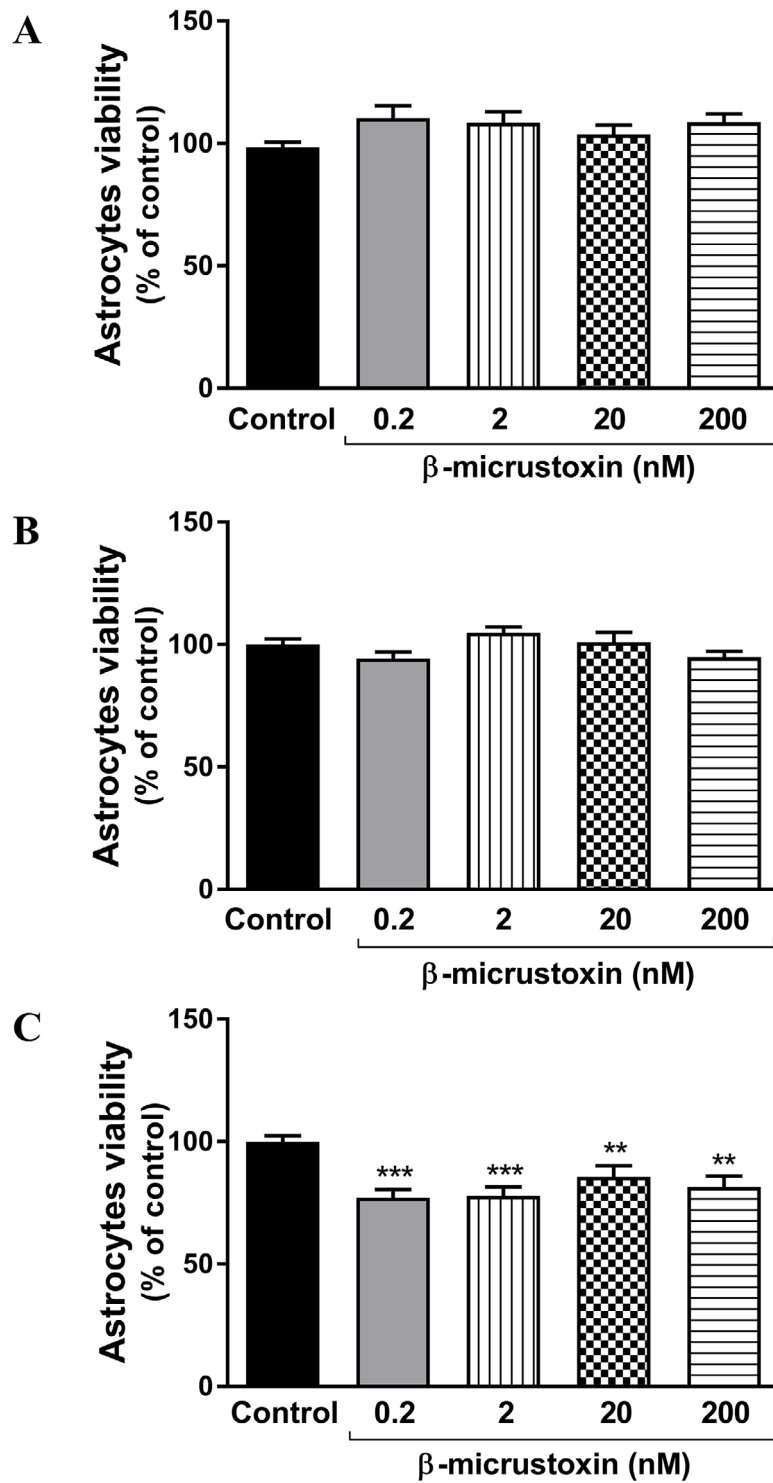 A
Astrocytes viability
(% of control)
150
100
50
0
Control 0.2 2 20 200
β-micrustoxin (nM)
B
Astrocytes viability
(% of control)
150
100
50
0
Control 0.2 2 20 200
β-micrustoxin (nM)
C
Astrocytes viability
(% of control)
150
100
50
0
*** *** ** **
Control 0.2 2 20 200
β-micrustoxin (nM)